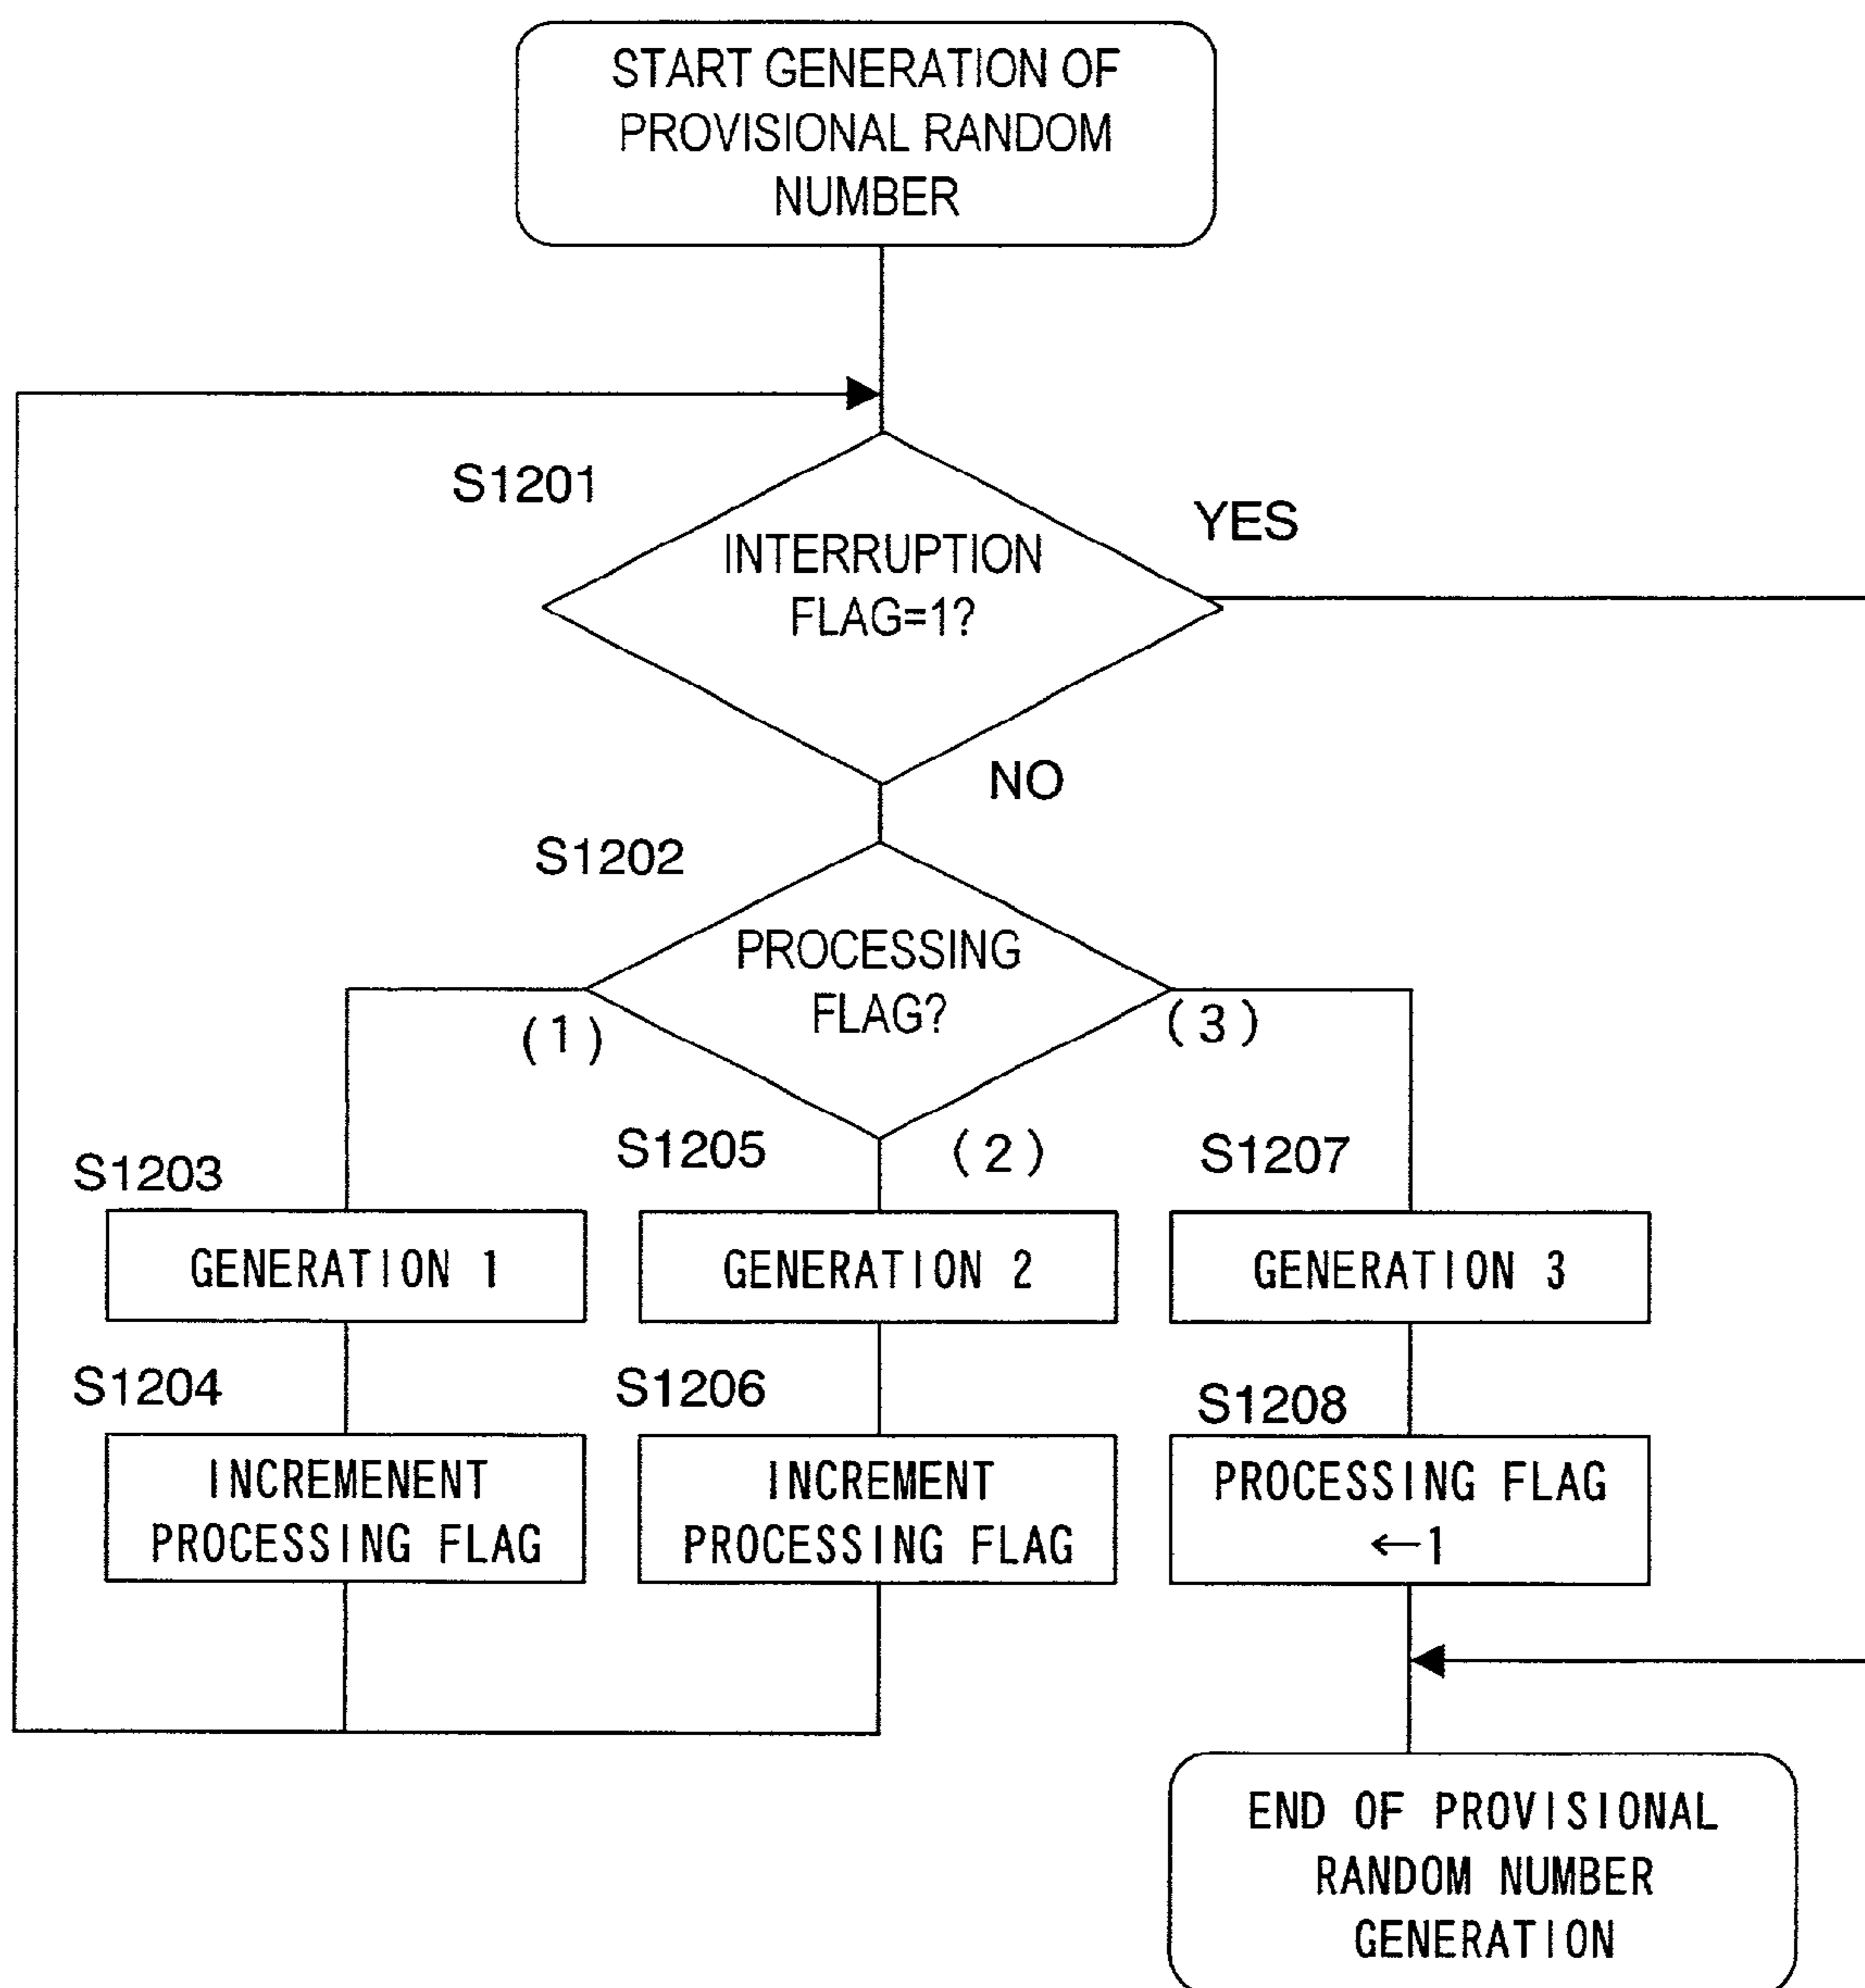 START GENERATION OF
PROVISIONAL RANDOM
NUMBER
S1201
INTERRUPTION
FLAG=1?
YES
NO
S1202
PROCESSING
FLAG?
(1)
(3)
(2)
S1203
S1205
S1207
GENERATION 1
GENERATION 2
GENERATION 3
S1204
S1206
S1208
INCREMENENT
PROCESSING FLAG
INCREMENT
PROCESSING FLAG
PROCESSING FLAG
←1
END OF PROVISIONAL
RANDOM NUMBER
GENERATION